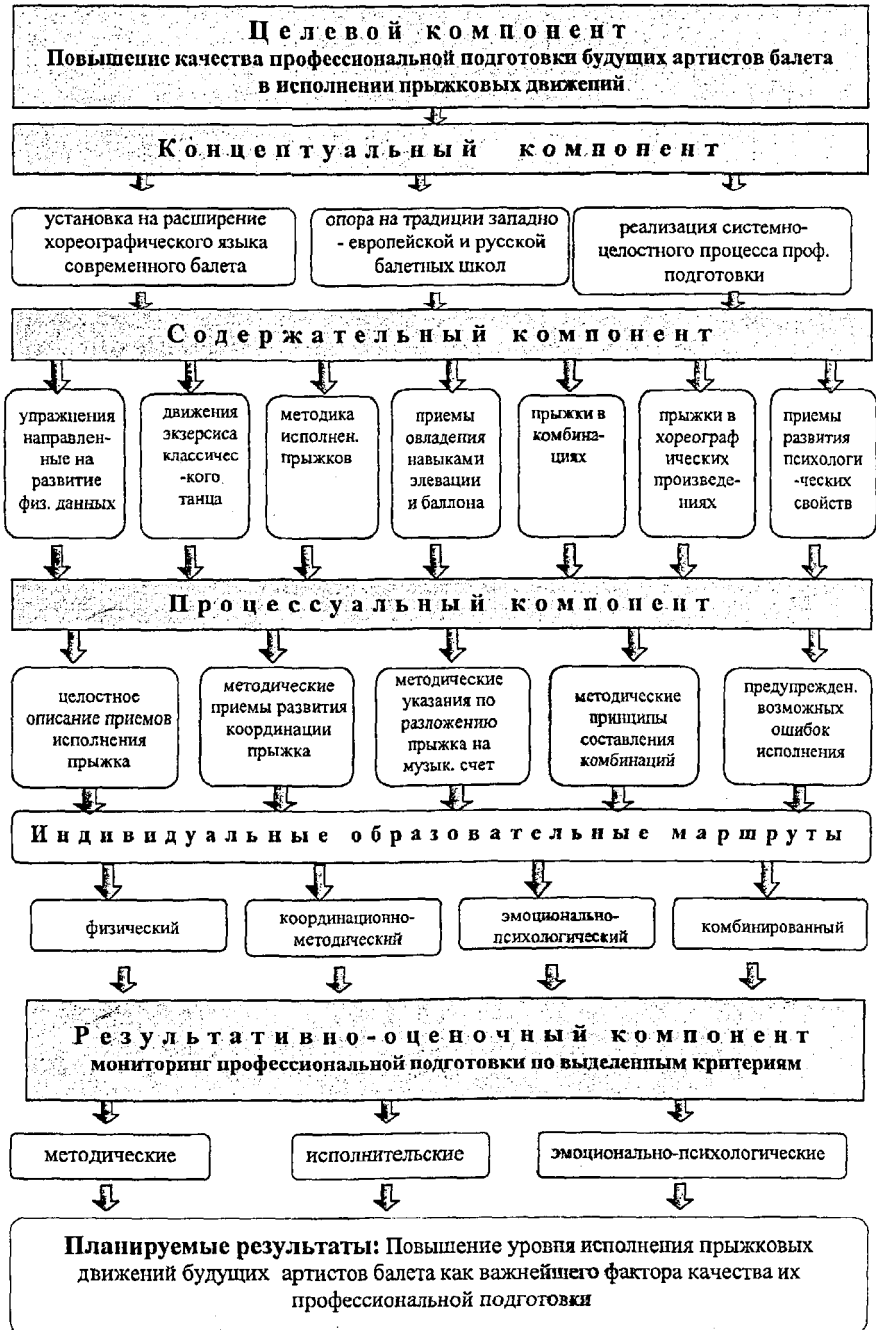 Целевой компонент
Повышение качества профессиональной подготовки будущих артистов балета
в исполнении прыжковых движений
Концептуальный компонент
установка на расширение
хореографического языка
современного балета
опора на традиции западно
- европейской и русской
балетных школ
реализация системно-
целостного процесса проф.
подготовки
Содержательный компонент
упражнения
направлен-
ные на
развитие
физ. данных
движения
экзерсиса
классичес
-кого
танца
методика
исполнен.
прыжков
приемы
овладения
навыками
элевации
и баллона
прыжки в
комбина-
циях
прыжки в
хореограф
ических
произведе-
ниях
приемы
развития
психологи
-ческих
свойств
Процессуальный компонент
целостное
описание приемов
исполнения
прыжка
методические
приемы развития
координации
прыжка
методические
указания по
разложению
прыжка на
музык. счет
методические
принципы
составления
комбинаций
предупрежден.
возможных
ошибок
исполнения
Индивидуальные образовательные маршруты
физический
координационно-
методический
эмоционально-
психологический
комбинированный
Результативно-оценочный компонент
мониторинг профессиональной подготовки по выделенным критериям
методические
исполнительские
эмоционально-психологические
Планируемые результаты: Повышение уровня исполнения прыжковых
движений будущих артистов балета как важнейшего фактора качества их
профессиональной подготовки